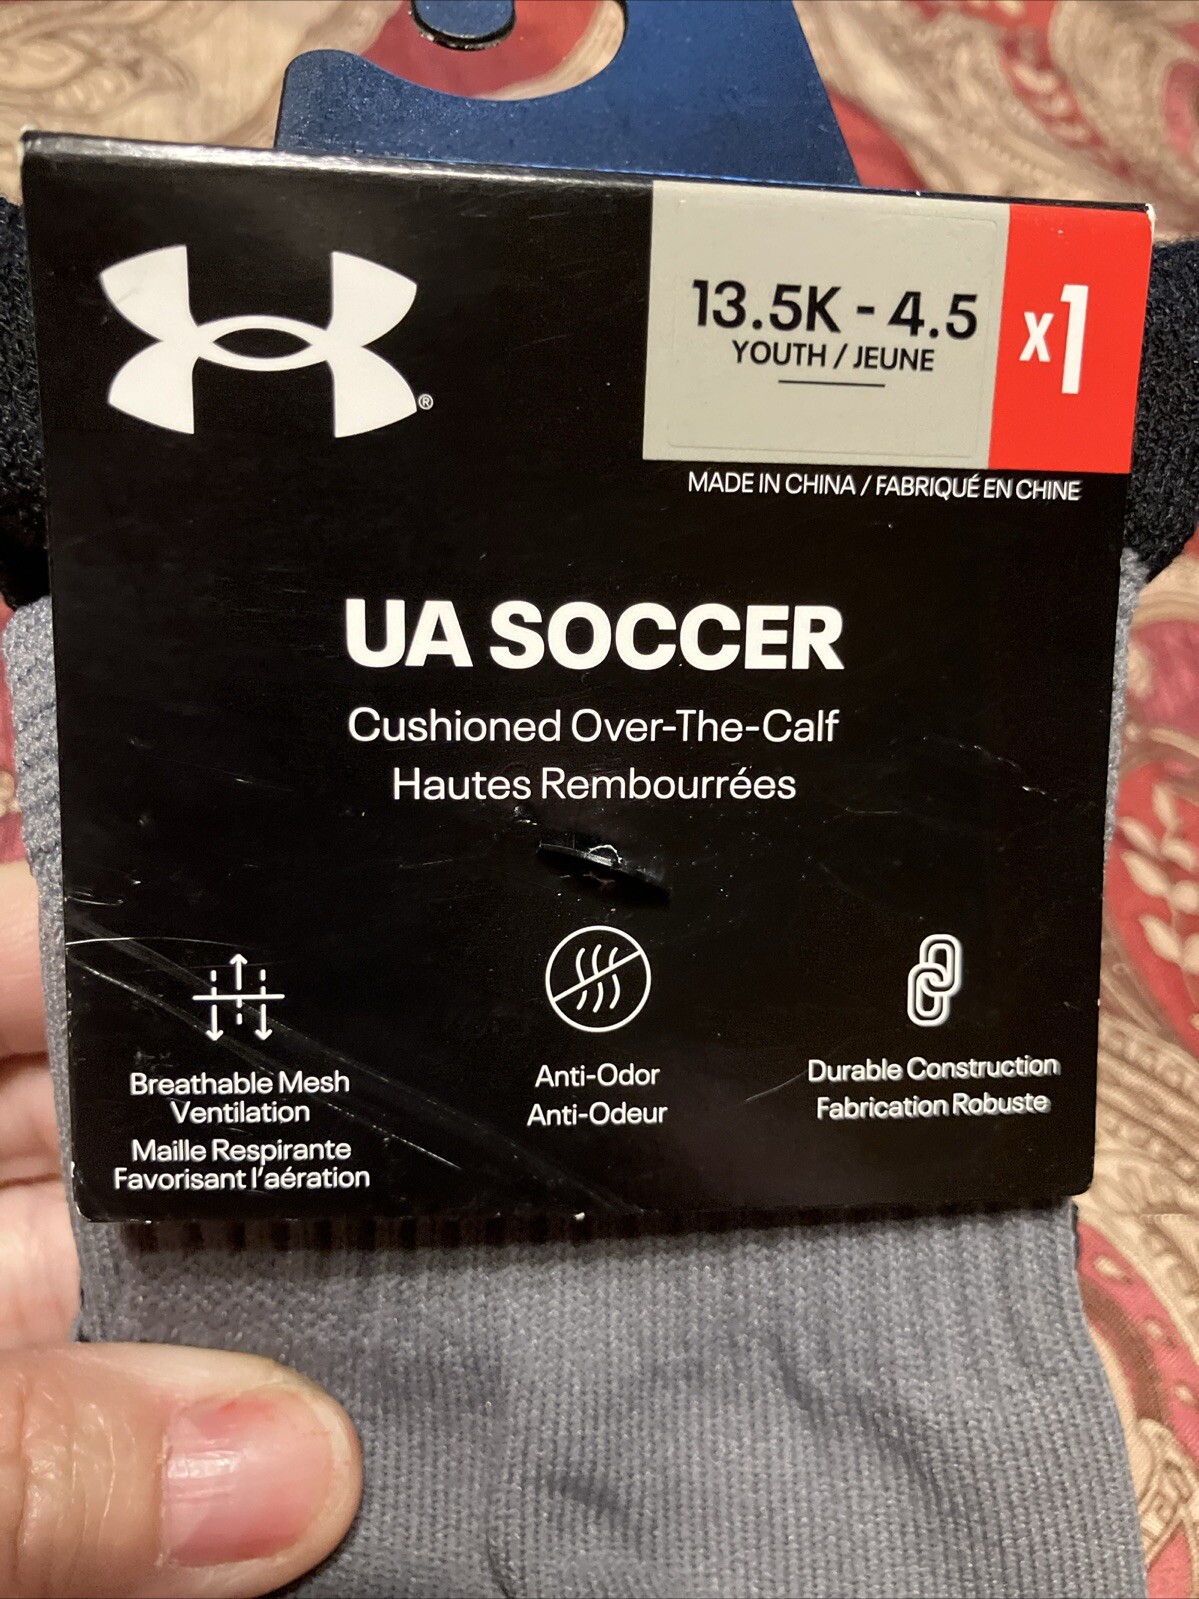 13.5K - 4.5
YOUTH / JEUNE
x1
®
MADE IN CHINA / FABRIQUÉ EN CHINE
UA SOCCER
Cushioned Over-The-Calf
Hautes Rembourrées
Breathable Mesh
Ventilation
Maille Respirante
Favorisant l'aération
Anti-Odor
Anti-Odeur
Durable Construction
Fabrication Robuste